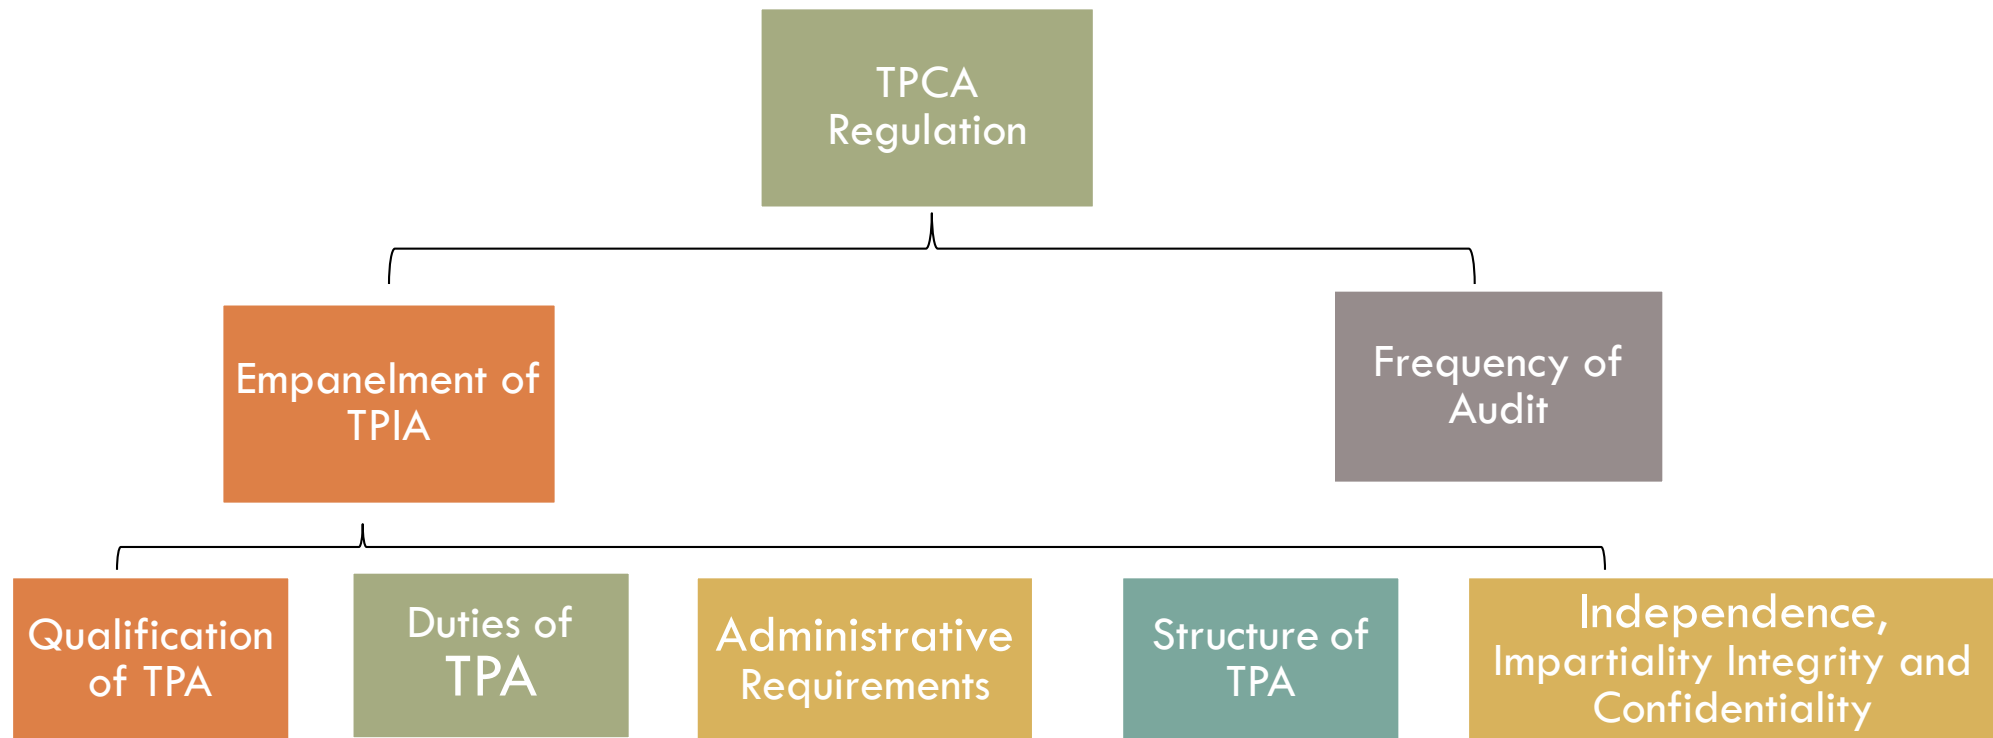 TPCA
Regulation
Empanelment of
TPIA
Frequency of
Audit
Qualification
of TPA
Duties of
TPA
Administrative
Requirements
Structure of
TPA
Independence,
Impartiality Integrity and
Confidentiality